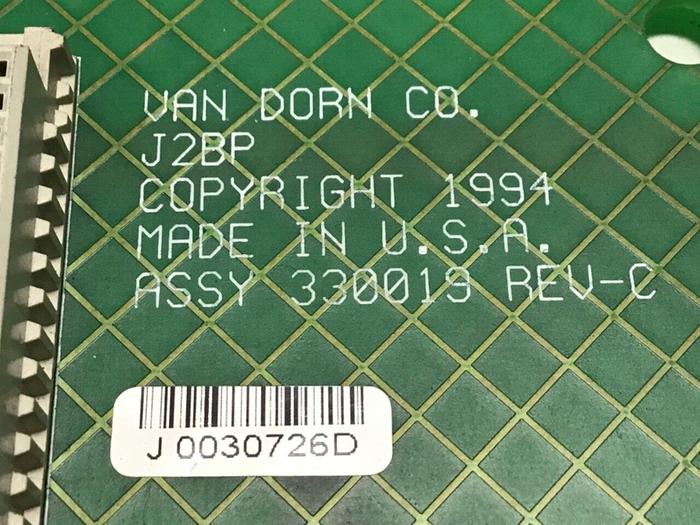 VAN DORN CO.
J2BP
COPYRIGHT 1994
MADE IN U.S.A.
ASSY 330019 REV-C
J 0030726D